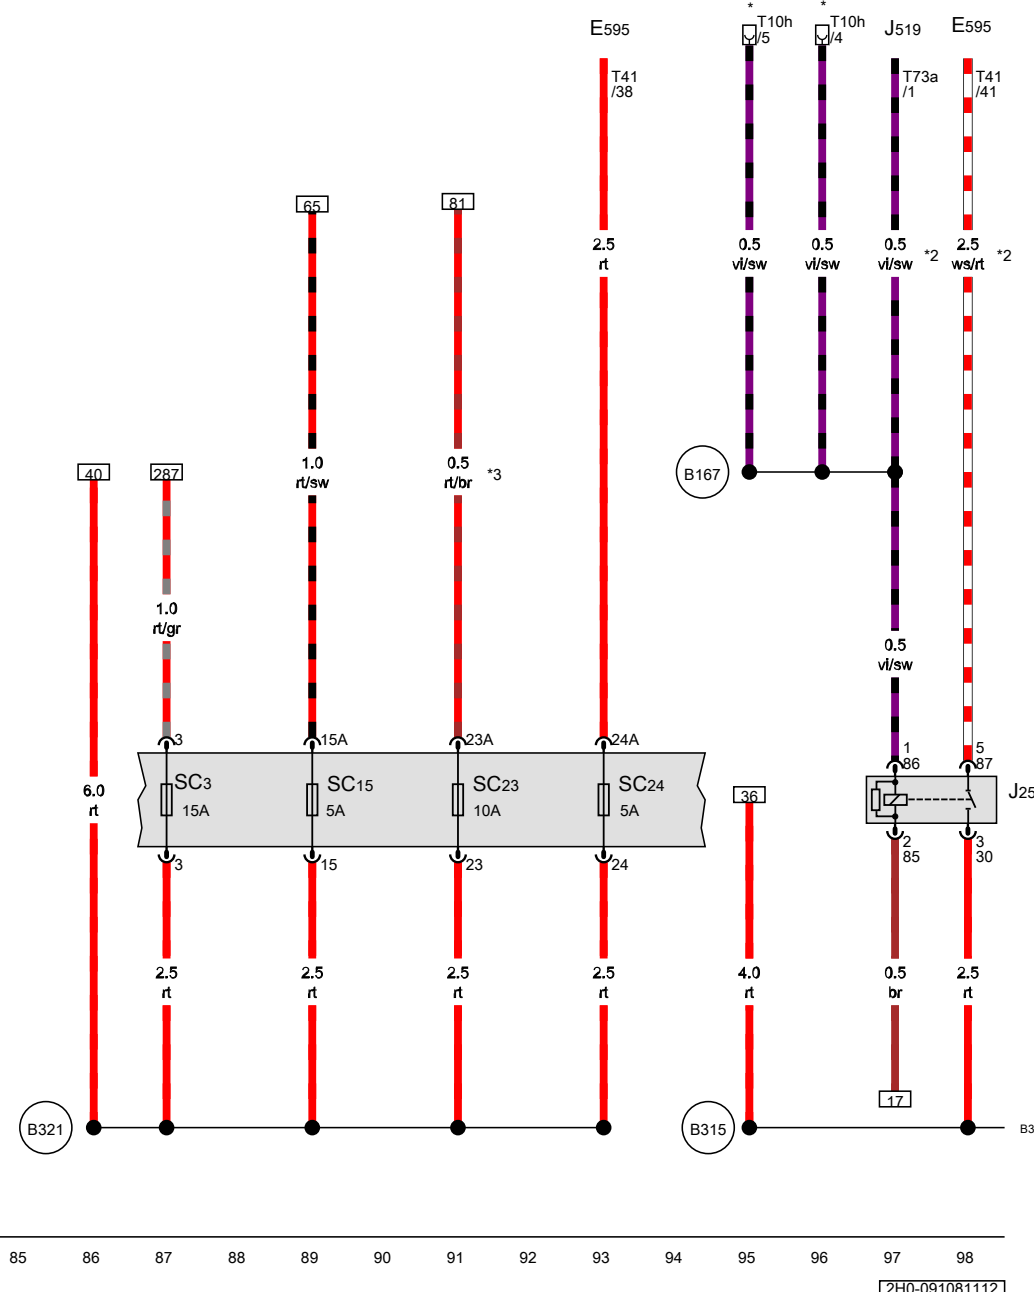 *
*
E595
T10h
/5
T10h
/4
J519
E595
T41
/38
T73a
/1
T41
/41
65
81
2.5
rt
0.5
vi/sw
0.5
vi/sw
0.5
vi/sw
*2
2.5
ws/rt
*2
40
287
1.0
rt/sw
0.5
rt/br
*3
B167
1.0
rt/gr
0.5
vi/sw
3
15A
23A
24A
1
86
5
87
6.0
rt
SC3
15A
SC15
5A
SC23
10A
SC24
5A
36
J25
3
15
23
24
2
85
3
30
2.5
rt
2.5
rt
2.5
rt
2.5
rt
4.0
rt
0.5
br
2.5
rt
17
B321
B315
B3
85 86 87 88 89 90 91 92 93 94 95 96 97 98
2H0-091081112